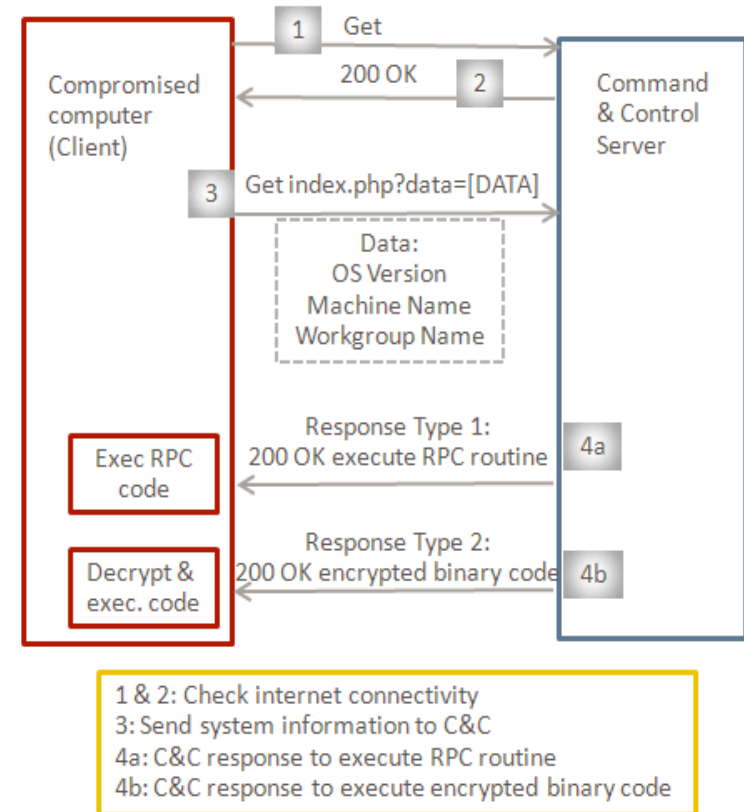 1
Get
200 OK
2
Compromised
computer
(Client)
Command
& Control
Server
3
Get index.php?data=[DATA]
Data:
OS Version
Machine Name
Workgroup Name
Response Type 1:
200 OK execute RPC routine
4a
Exec RPC
code
Response Type 2:
200 OK encrypted binary code
4b
Decrypt &
exec. code
1 & 2: Check internet connectivity
3: Send system information to C&C
4a: C&C response to execute RPC routine
4b: C&C response to execute encrypted binary code